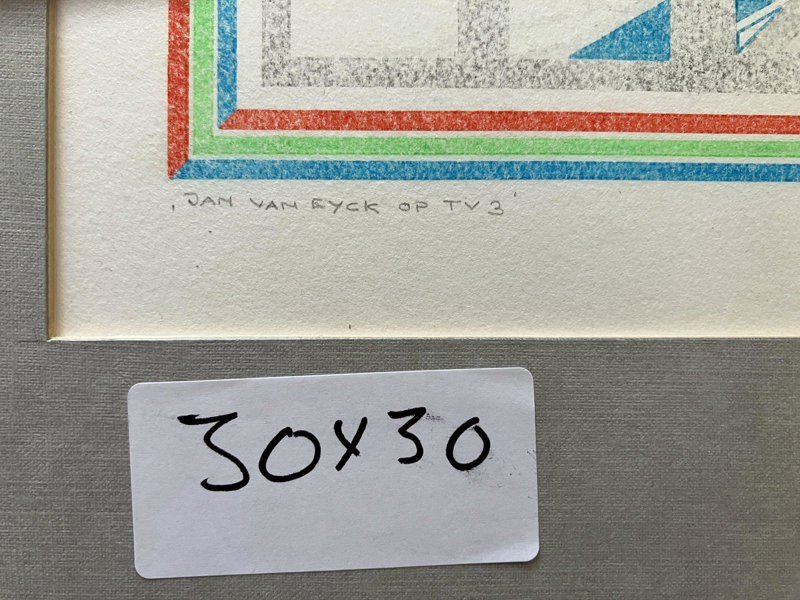 ‚JAN VAN EYCK OP TV 3'
30x30